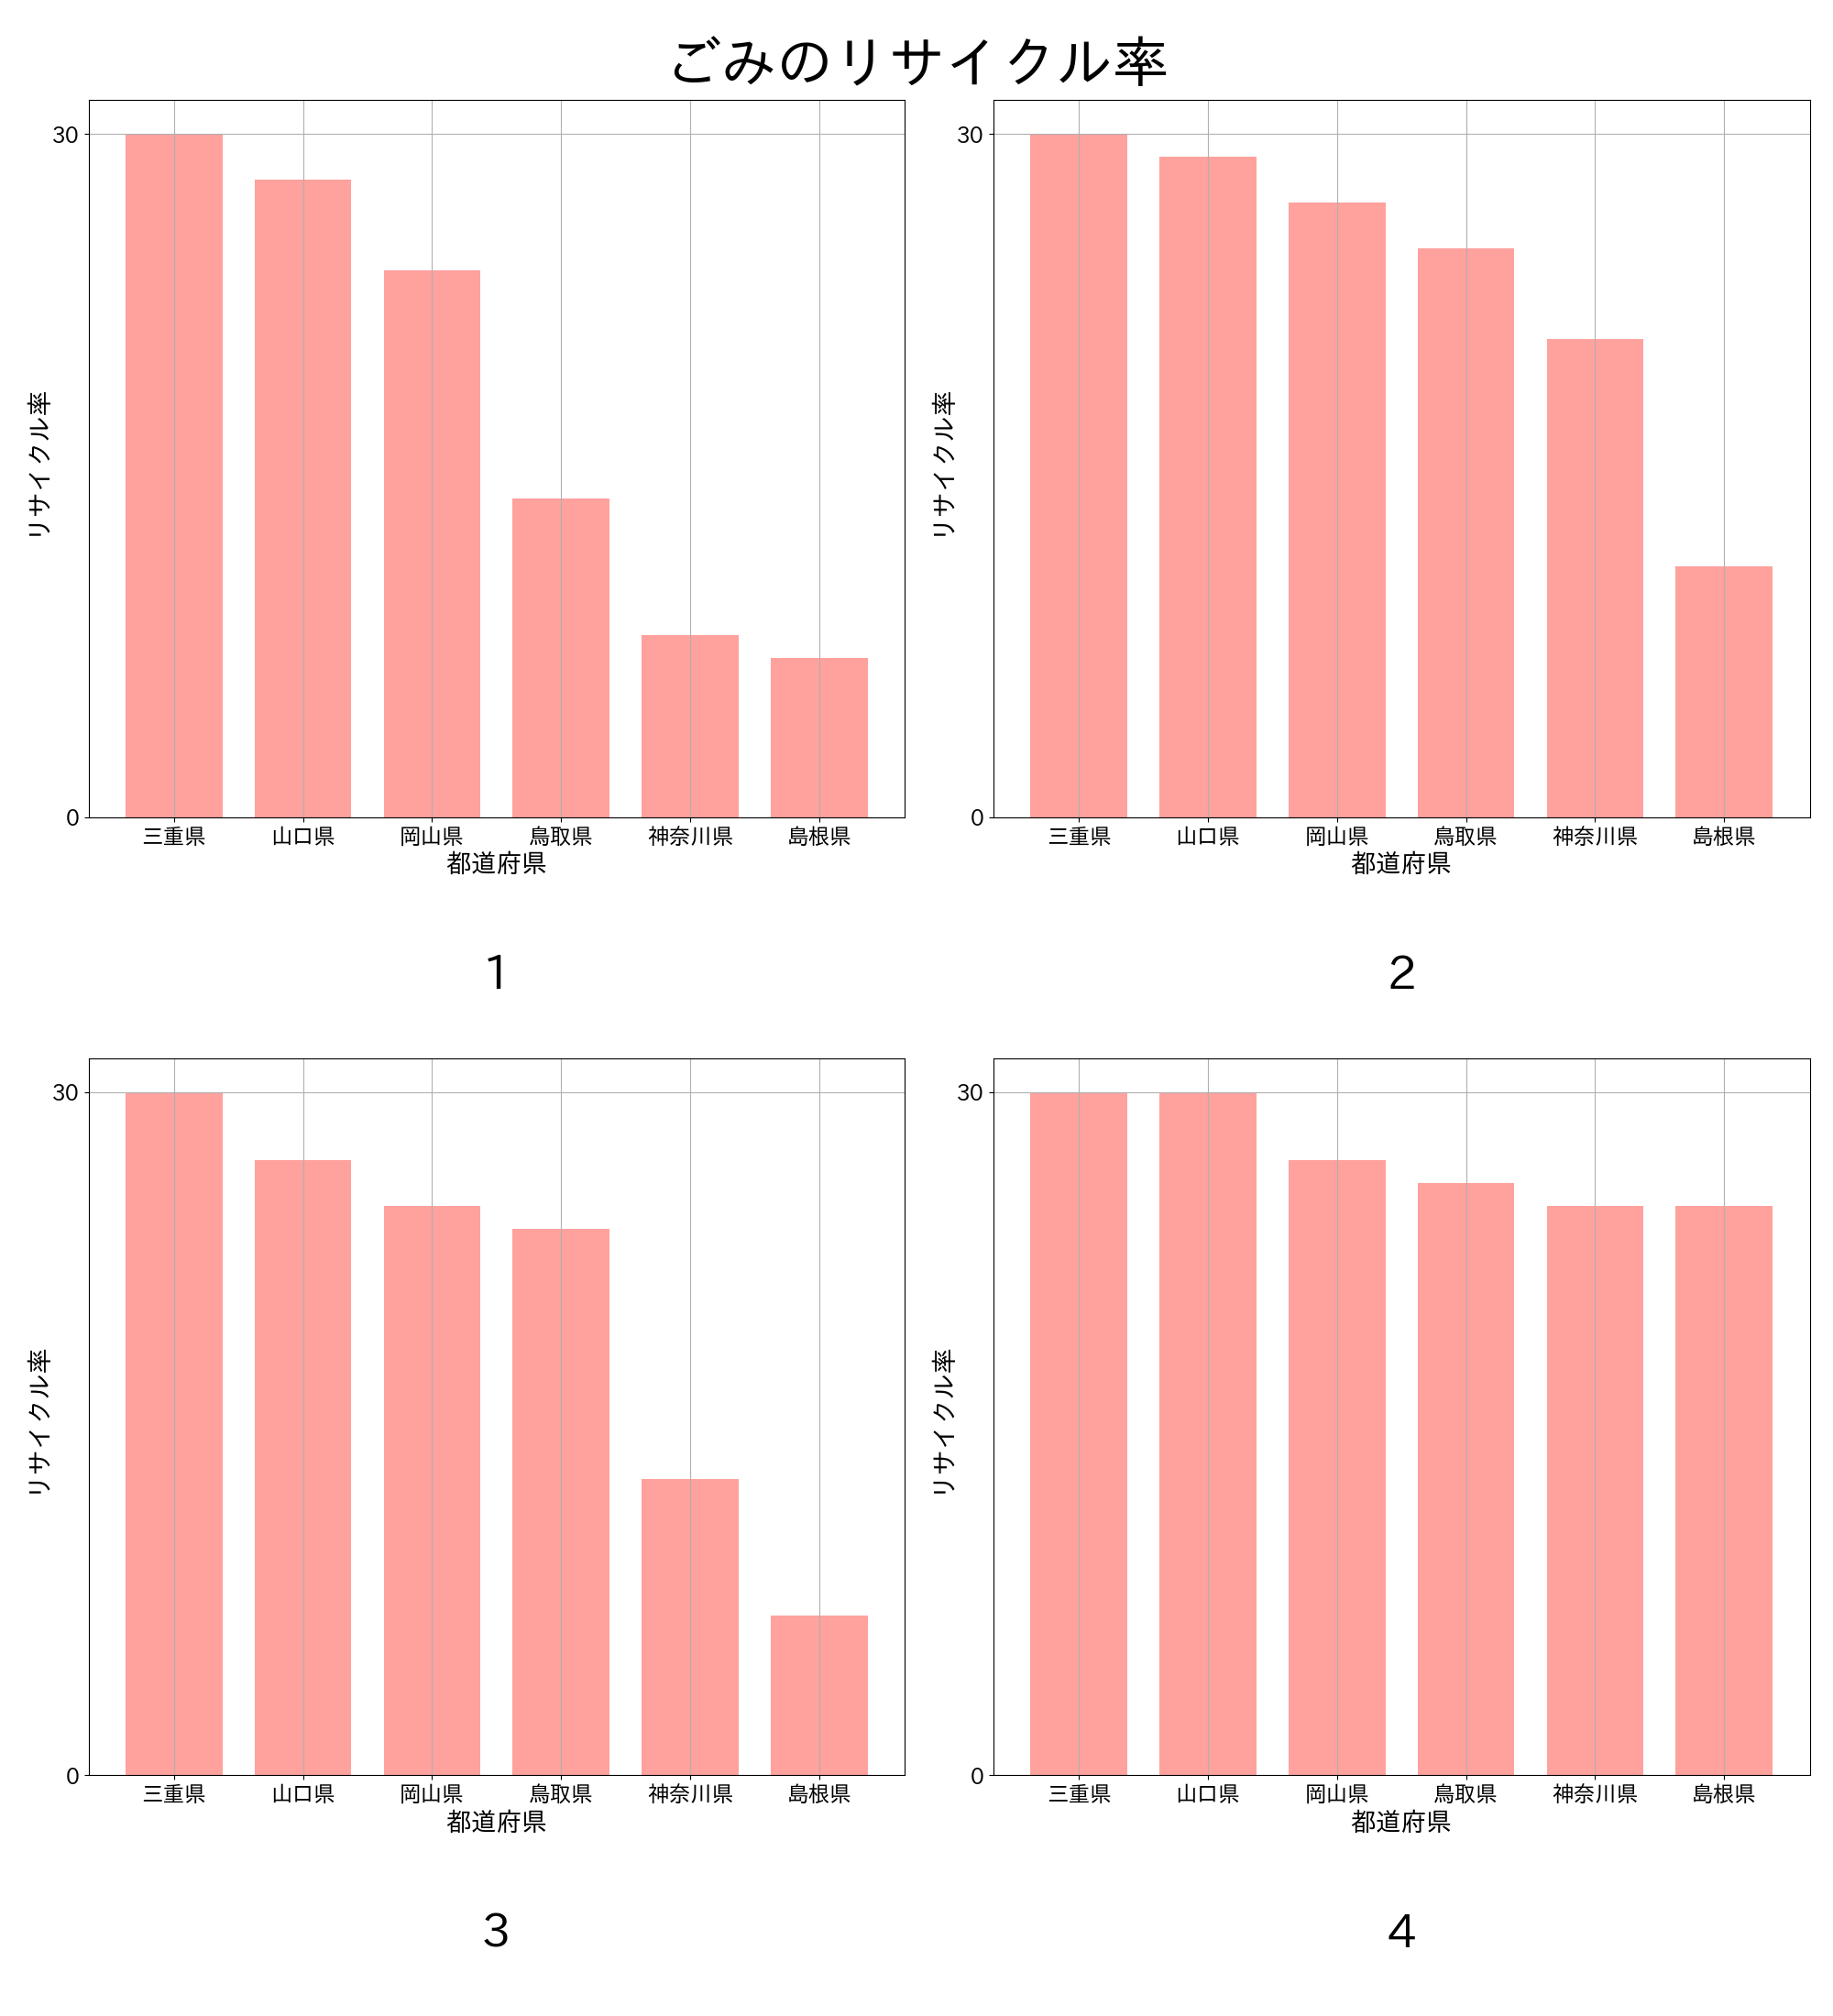 ごみのリサイクル率
30
0
リサイクル率
三重県 山口県 岡山県 鳥取県 神奈川県 島根県
都道府県
1
30
0
リサイクル率
三重県 山口県 岡山県 鳥取県 神奈川県 島根県
都道府県
2
30
0
リサイクル率
三重県 山口県 岡山県 鳥取県 神奈川県 島根県
都道府県
3
30
0
リサイクル率
三重県 山口県 岡山県 鳥取県 神奈川県 島根県
都道府県
4